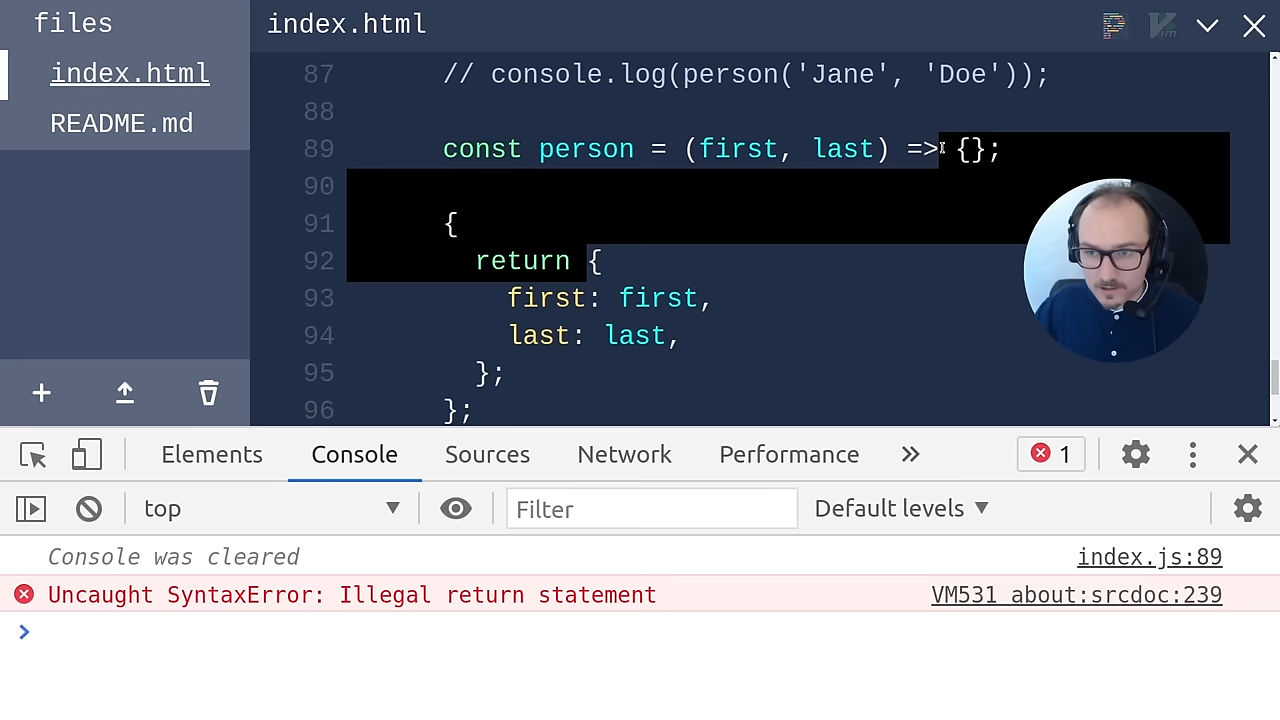 files
index.html
README.md
index.html
VIM
87 // console.log(person('Jane', 'Doe'));
88
89 const person = (first, last) => {};
90
91 {
92 return {
93 first: first,
94 last: last,
95 };
96 };
Elements Console Sources Network Performance » 1
top Filter Default levels
Console was cleared index.js:89
Uncaught SyntaxError: Illegal return statement VM531 about:srcdoc:239